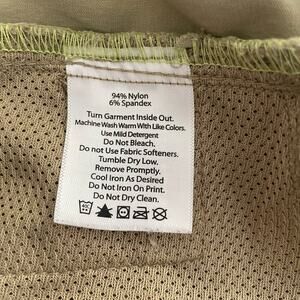 94% Nylon
6% Spandex
Turn Garment Inside Out.
Machine Wash Warm With Like Colors.
Use Mild Detergent
Do Not Bleach.
Do not Use Fabric Softeners.
Tumble Dry Low.
Remove Promptly.
Cool Iron As Desired
Do Not Iron On Print.
Do Not Dry Clean.